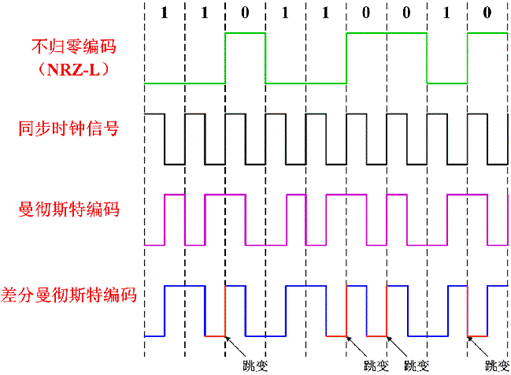 1 1 0 1 1 0 0 1 0
不归零编码
（NRZ-L）
同步时钟信号
曼彻斯特编码
差分曼彻斯特编码
跳变 跳变 跳变 跳变